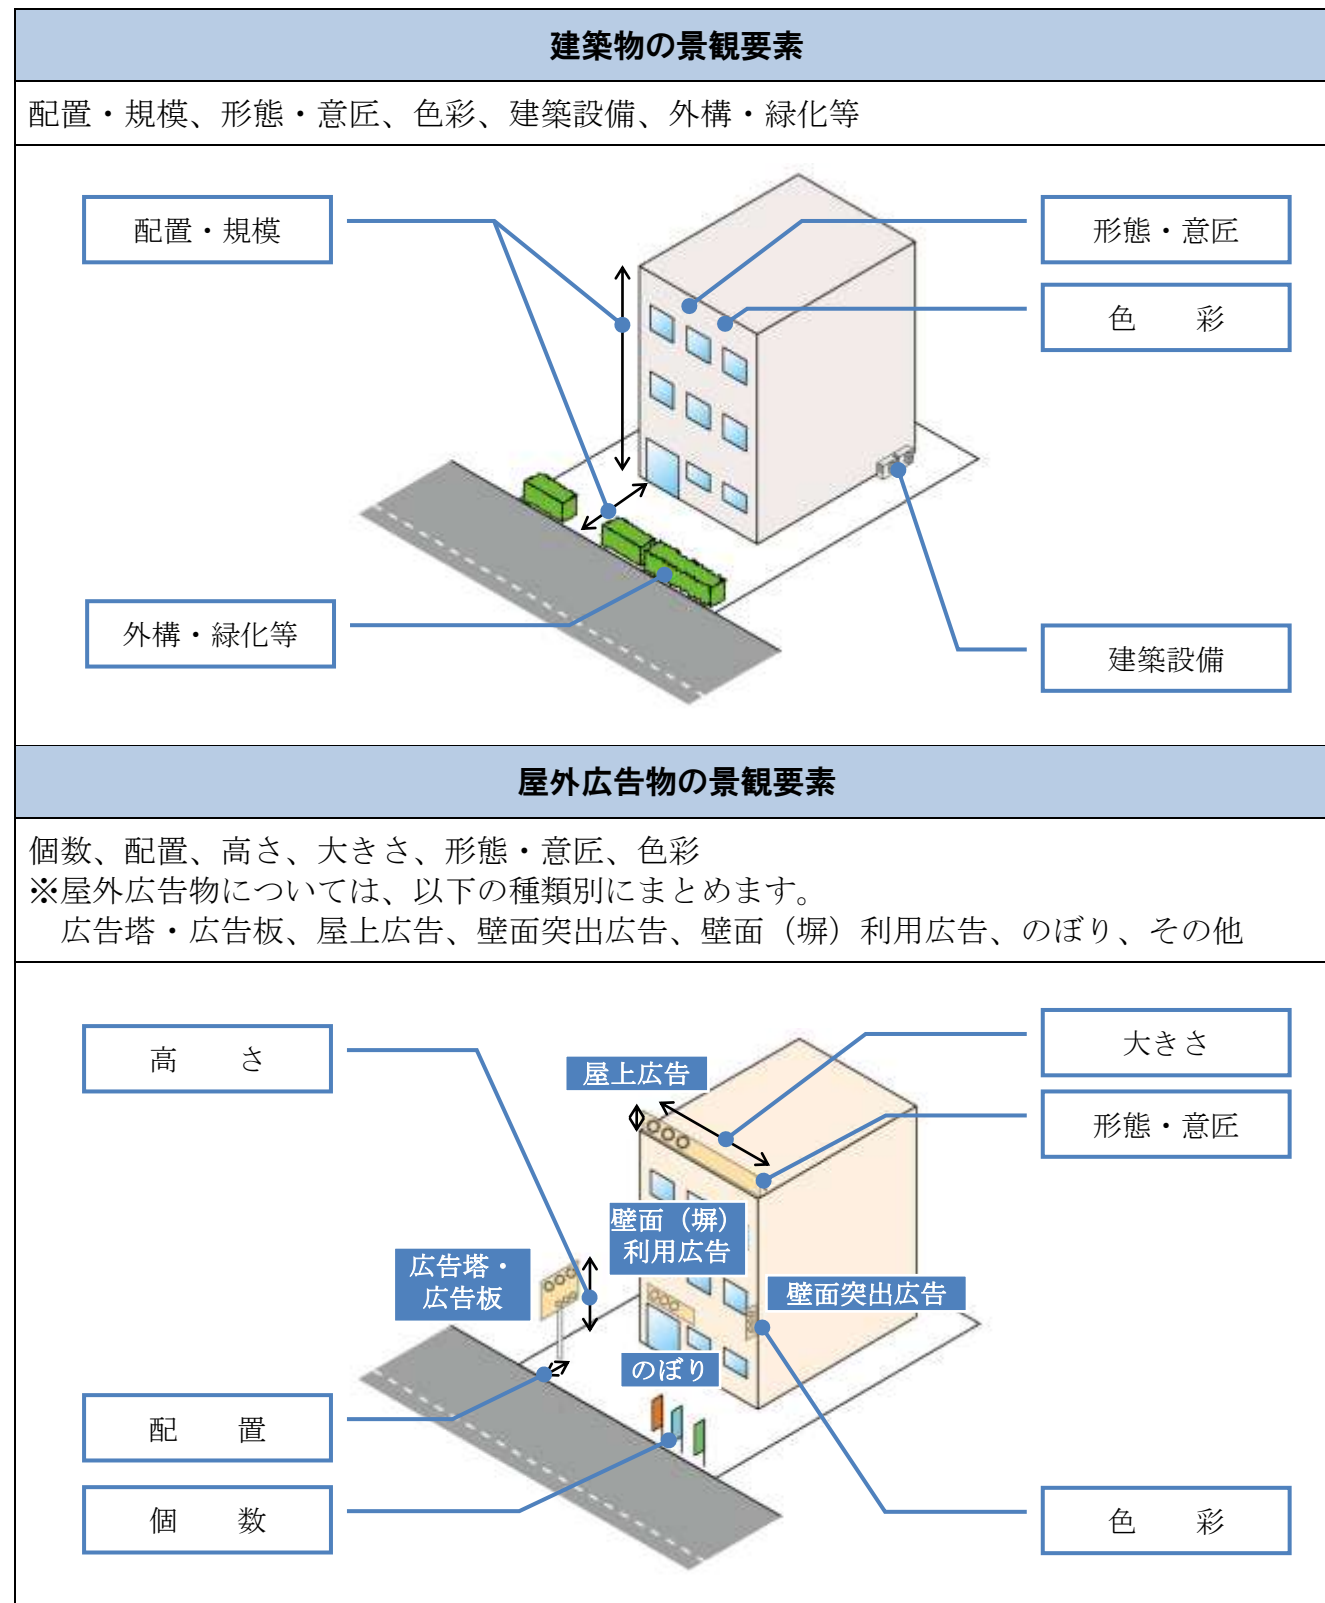 建築物の景観要素
配置・規模、形態・意匠、色彩、建築設備、外構・緑化等
配置・規模
形態・意匠
色　彩
外構・緑化等
建築設備
屋外広告物の景観要素
個数、配置、高さ、大きさ、形態・意匠、色彩
※屋外広告物については、以下の種類別にまとめます。
広告塔・広告板、屋上広告、壁面突出広告、壁面（塀）利用広告、のぼり、その他
高　さ
大きさ
屋上広告
形態・意匠
壁面（塀）
利用広告
広告塔・
広告板
壁面突出広告
のぼり
配　置
個　数
色　彩